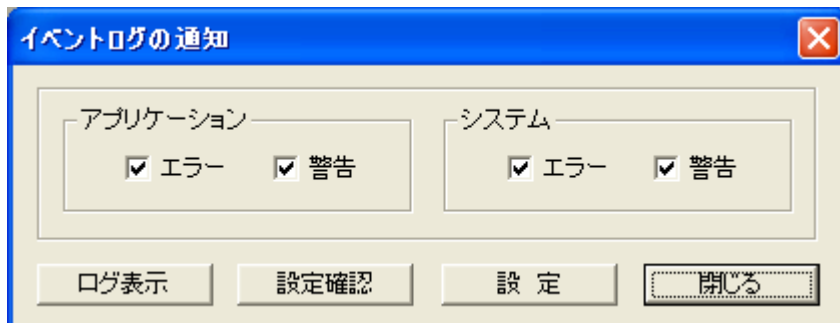 イベントログの通知
アプリケーション システム
エラー 警告 エラー 警告
ログ表示 設定確認 設 定 閉じる